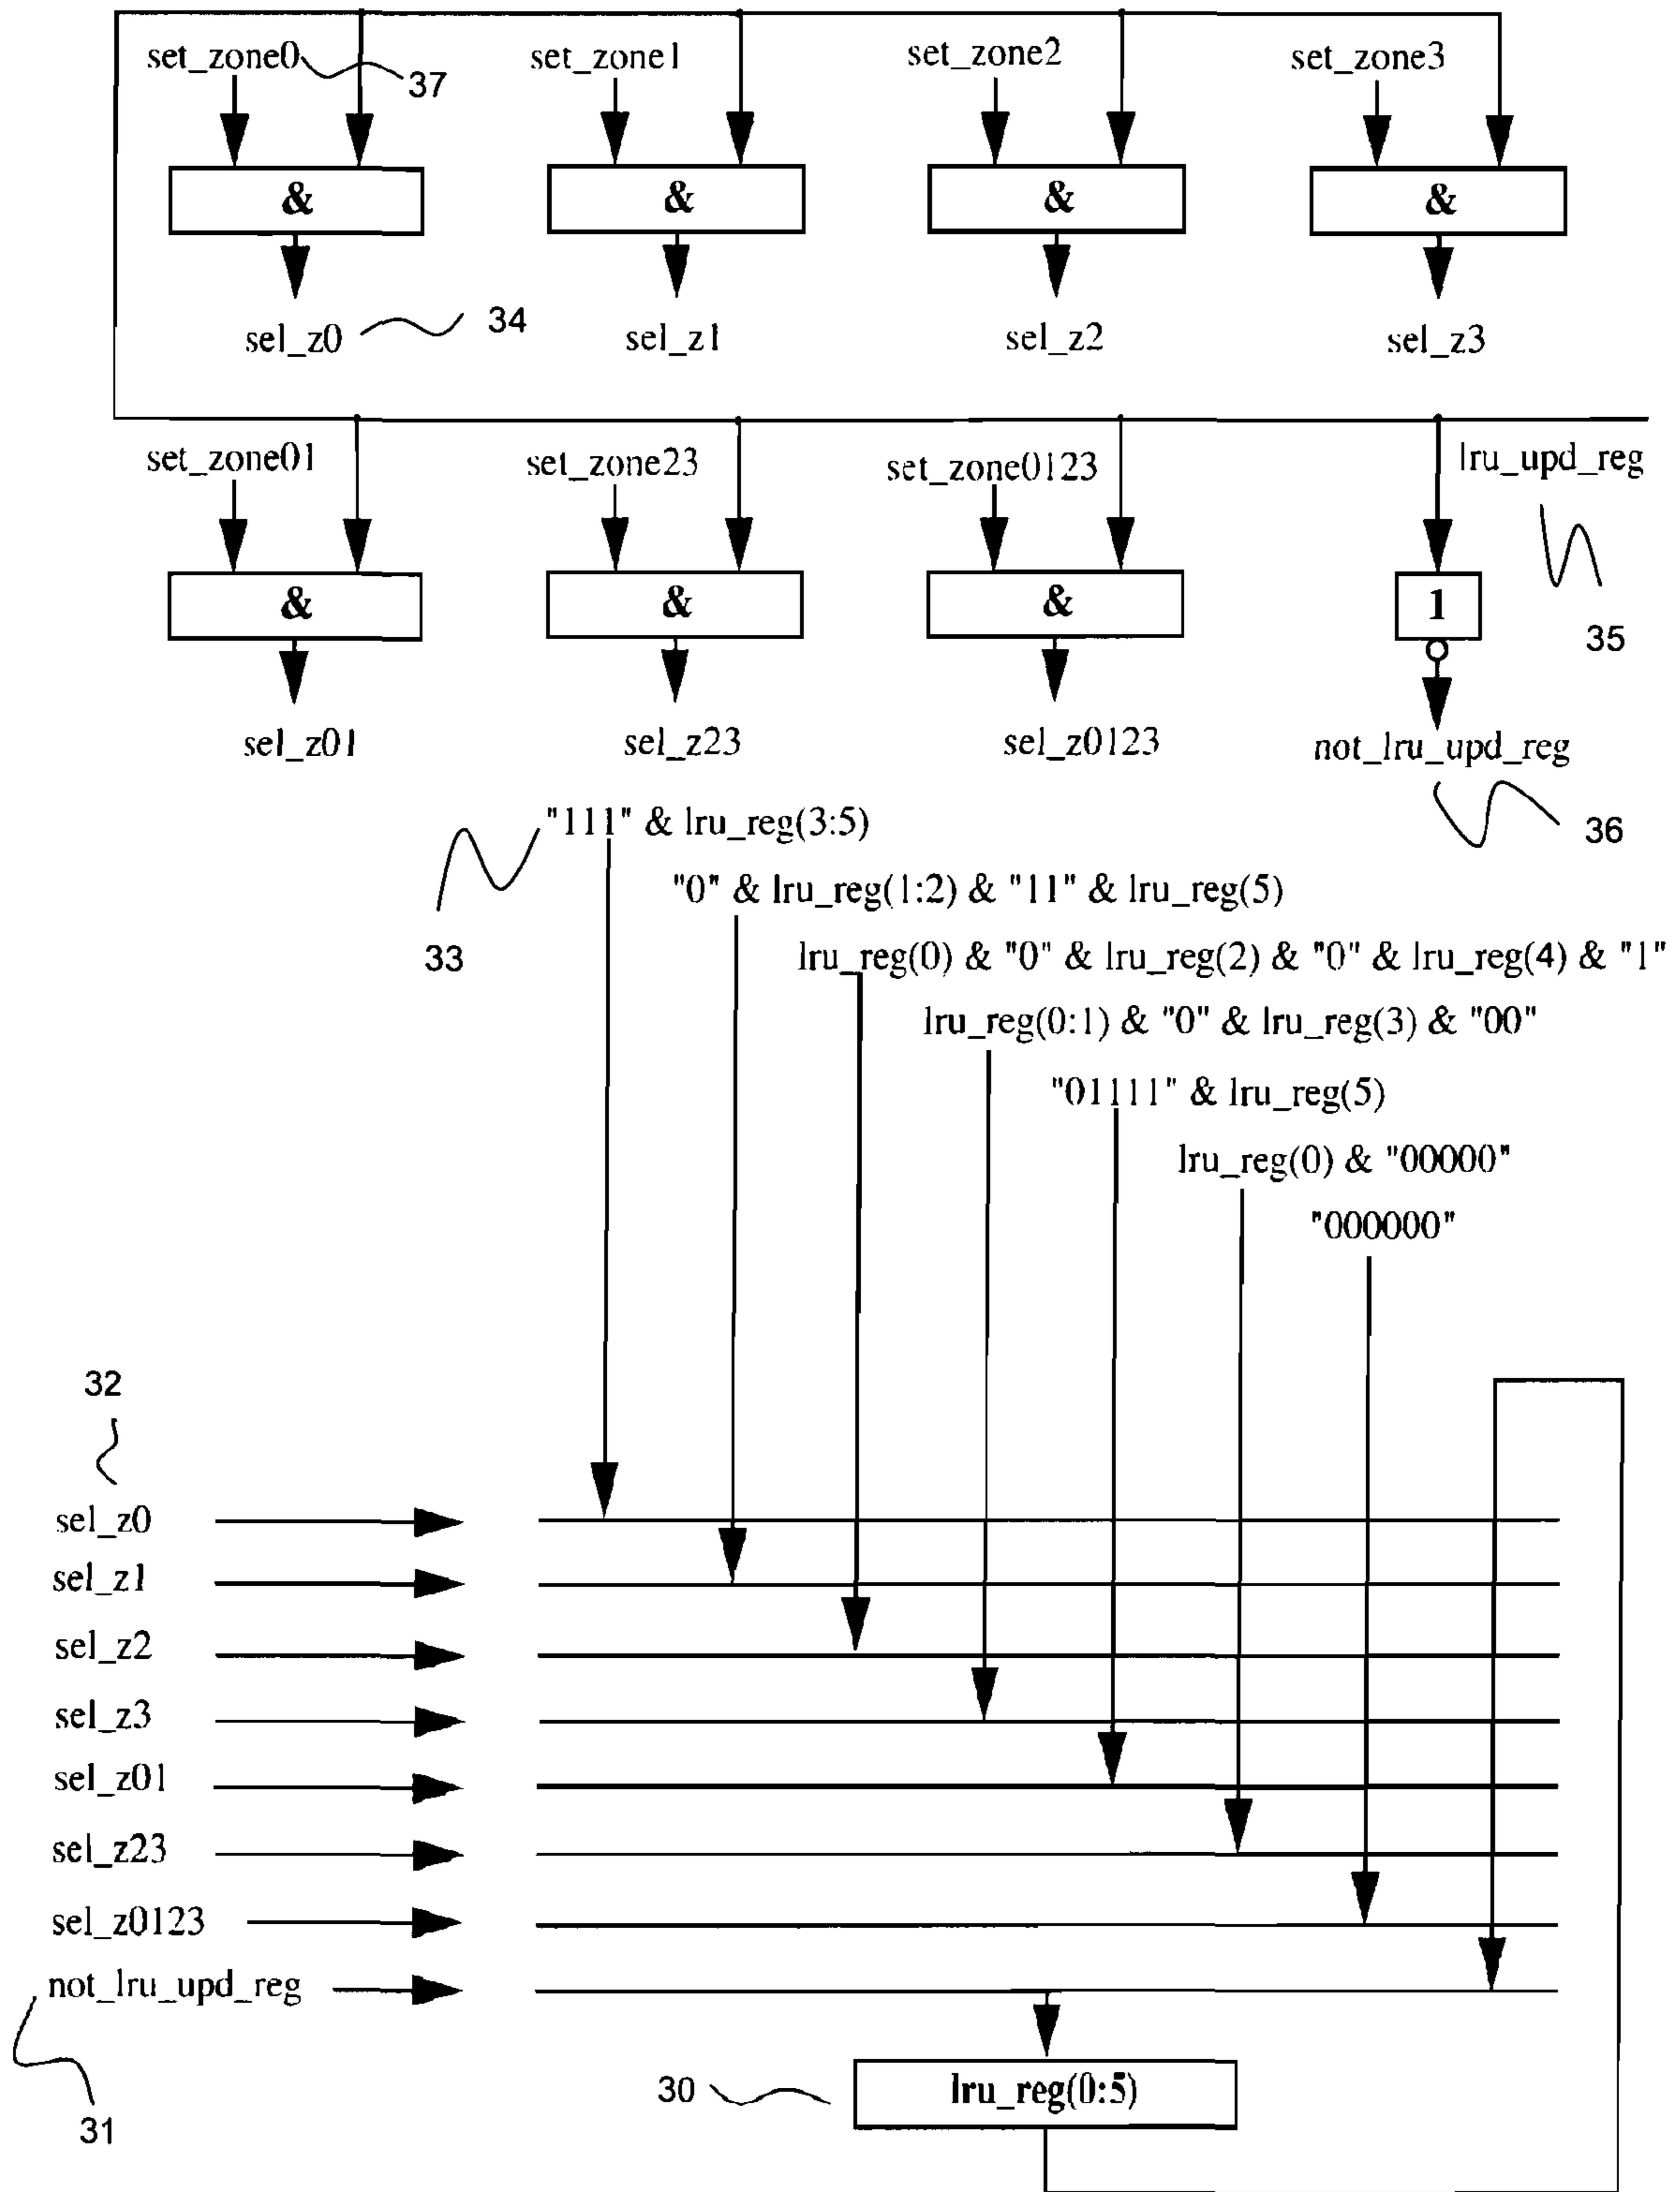 set_zone0 37 set_zone1 set_zone2 set_zone3
& & & &
sel_z0 34 sel_z1 sel_z2 sel_z3
set_zone01 set_zone23 set_zone0123 lru_upd_reg
& & & 1 35
sel_z01 sel_z23 sel_z0123 not_lru_upd_reg
36
33 "111" & lru_reg(3:5)
"0" & lru_reg(1:2) & "11" & lru_reg(5)
lru_reg(0) & "0" & lru_reg(2) & "0" & lru_reg(4) & "1"
lru_reg(0:1) & "0" & lru_reg(3) & "00"
"01111" & lru_reg(5)
lru_reg(0) & "00000"
"000000"
32
sel_z0
sel_z1
sel_z2
sel_z3
sel_z01
sel_z23
sel_z0123
not_lru_upd_reg
30 lru_reg(0:5)
31